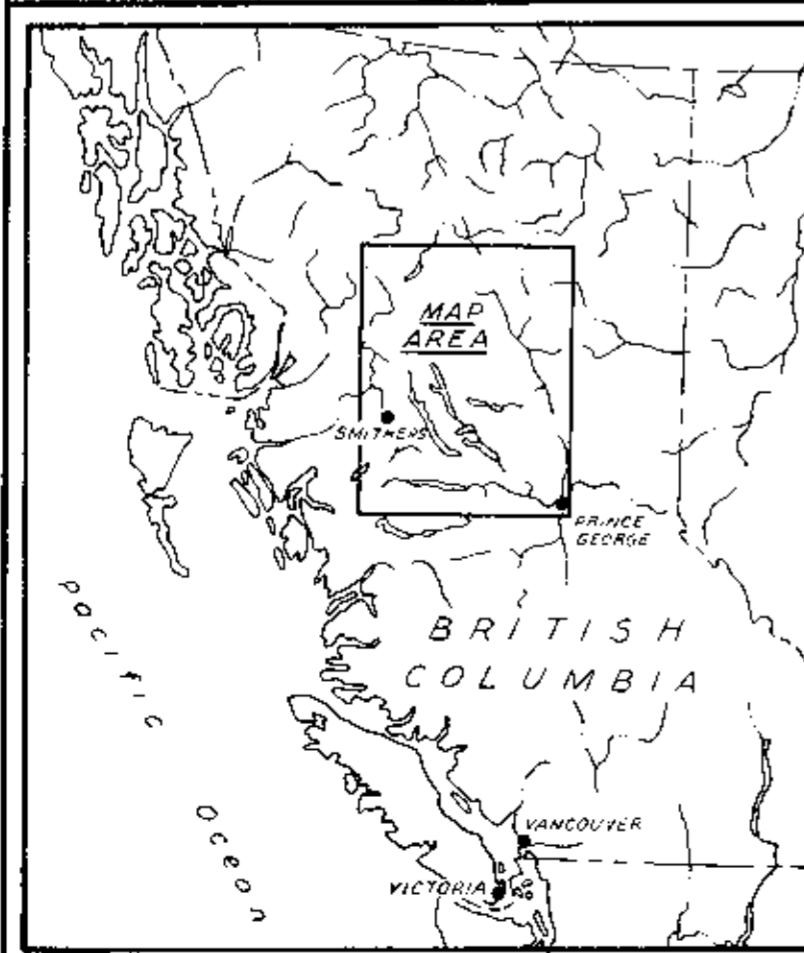 MAP
AREA
SMITHERS
PRINCE
GEORGE
pacific
BRITISH
COLUMBIA
ocean
VANCOUVER
VICTORIA